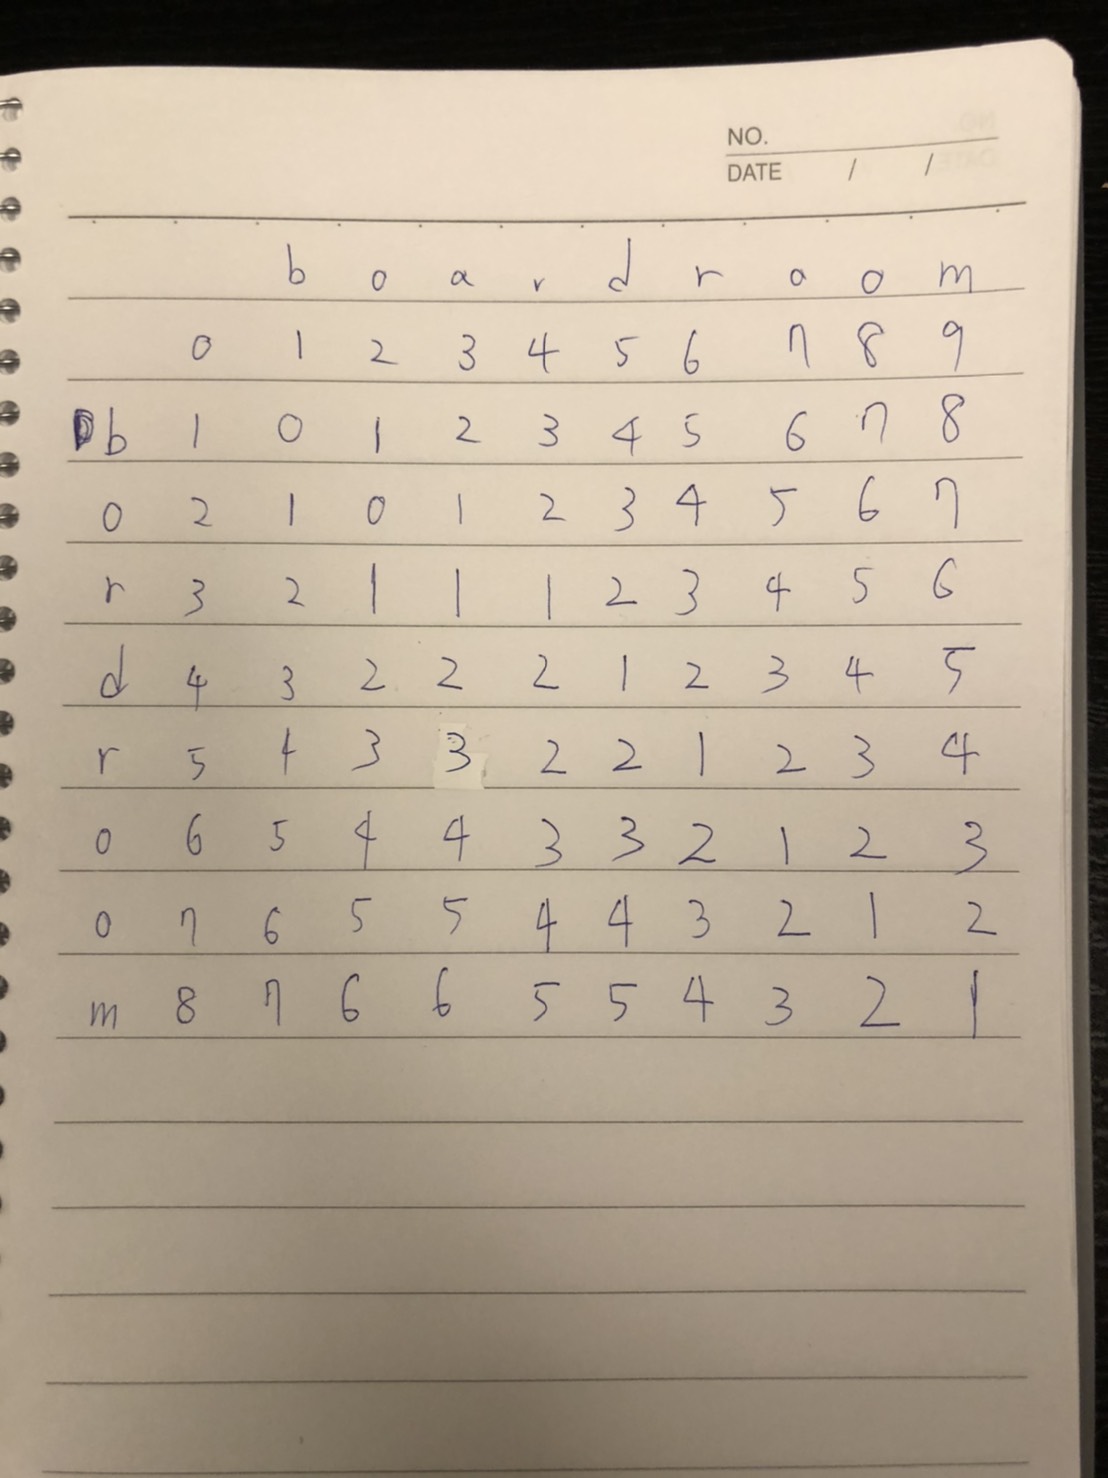 NO.
DATE / /
b o a r d r o o m
0 1 2 3 4 5 6 7 8 9
b 1 0 1 2 3 4 5 6 7 8
o 2 1 0 1 2 3 4 5 6 7
r 3 2 1 1 1 2 3 4 5 6
d 4 3 2 2 2 1 2 3 4 5
r 5 4 3 3 2 2 1 2 3 4
o 6 5 4 4 3 3 2 1 2 3
o 7 6 5 5 4 4 3 2 1 2
m 8 7 6 6 5 5 4 3 2 1